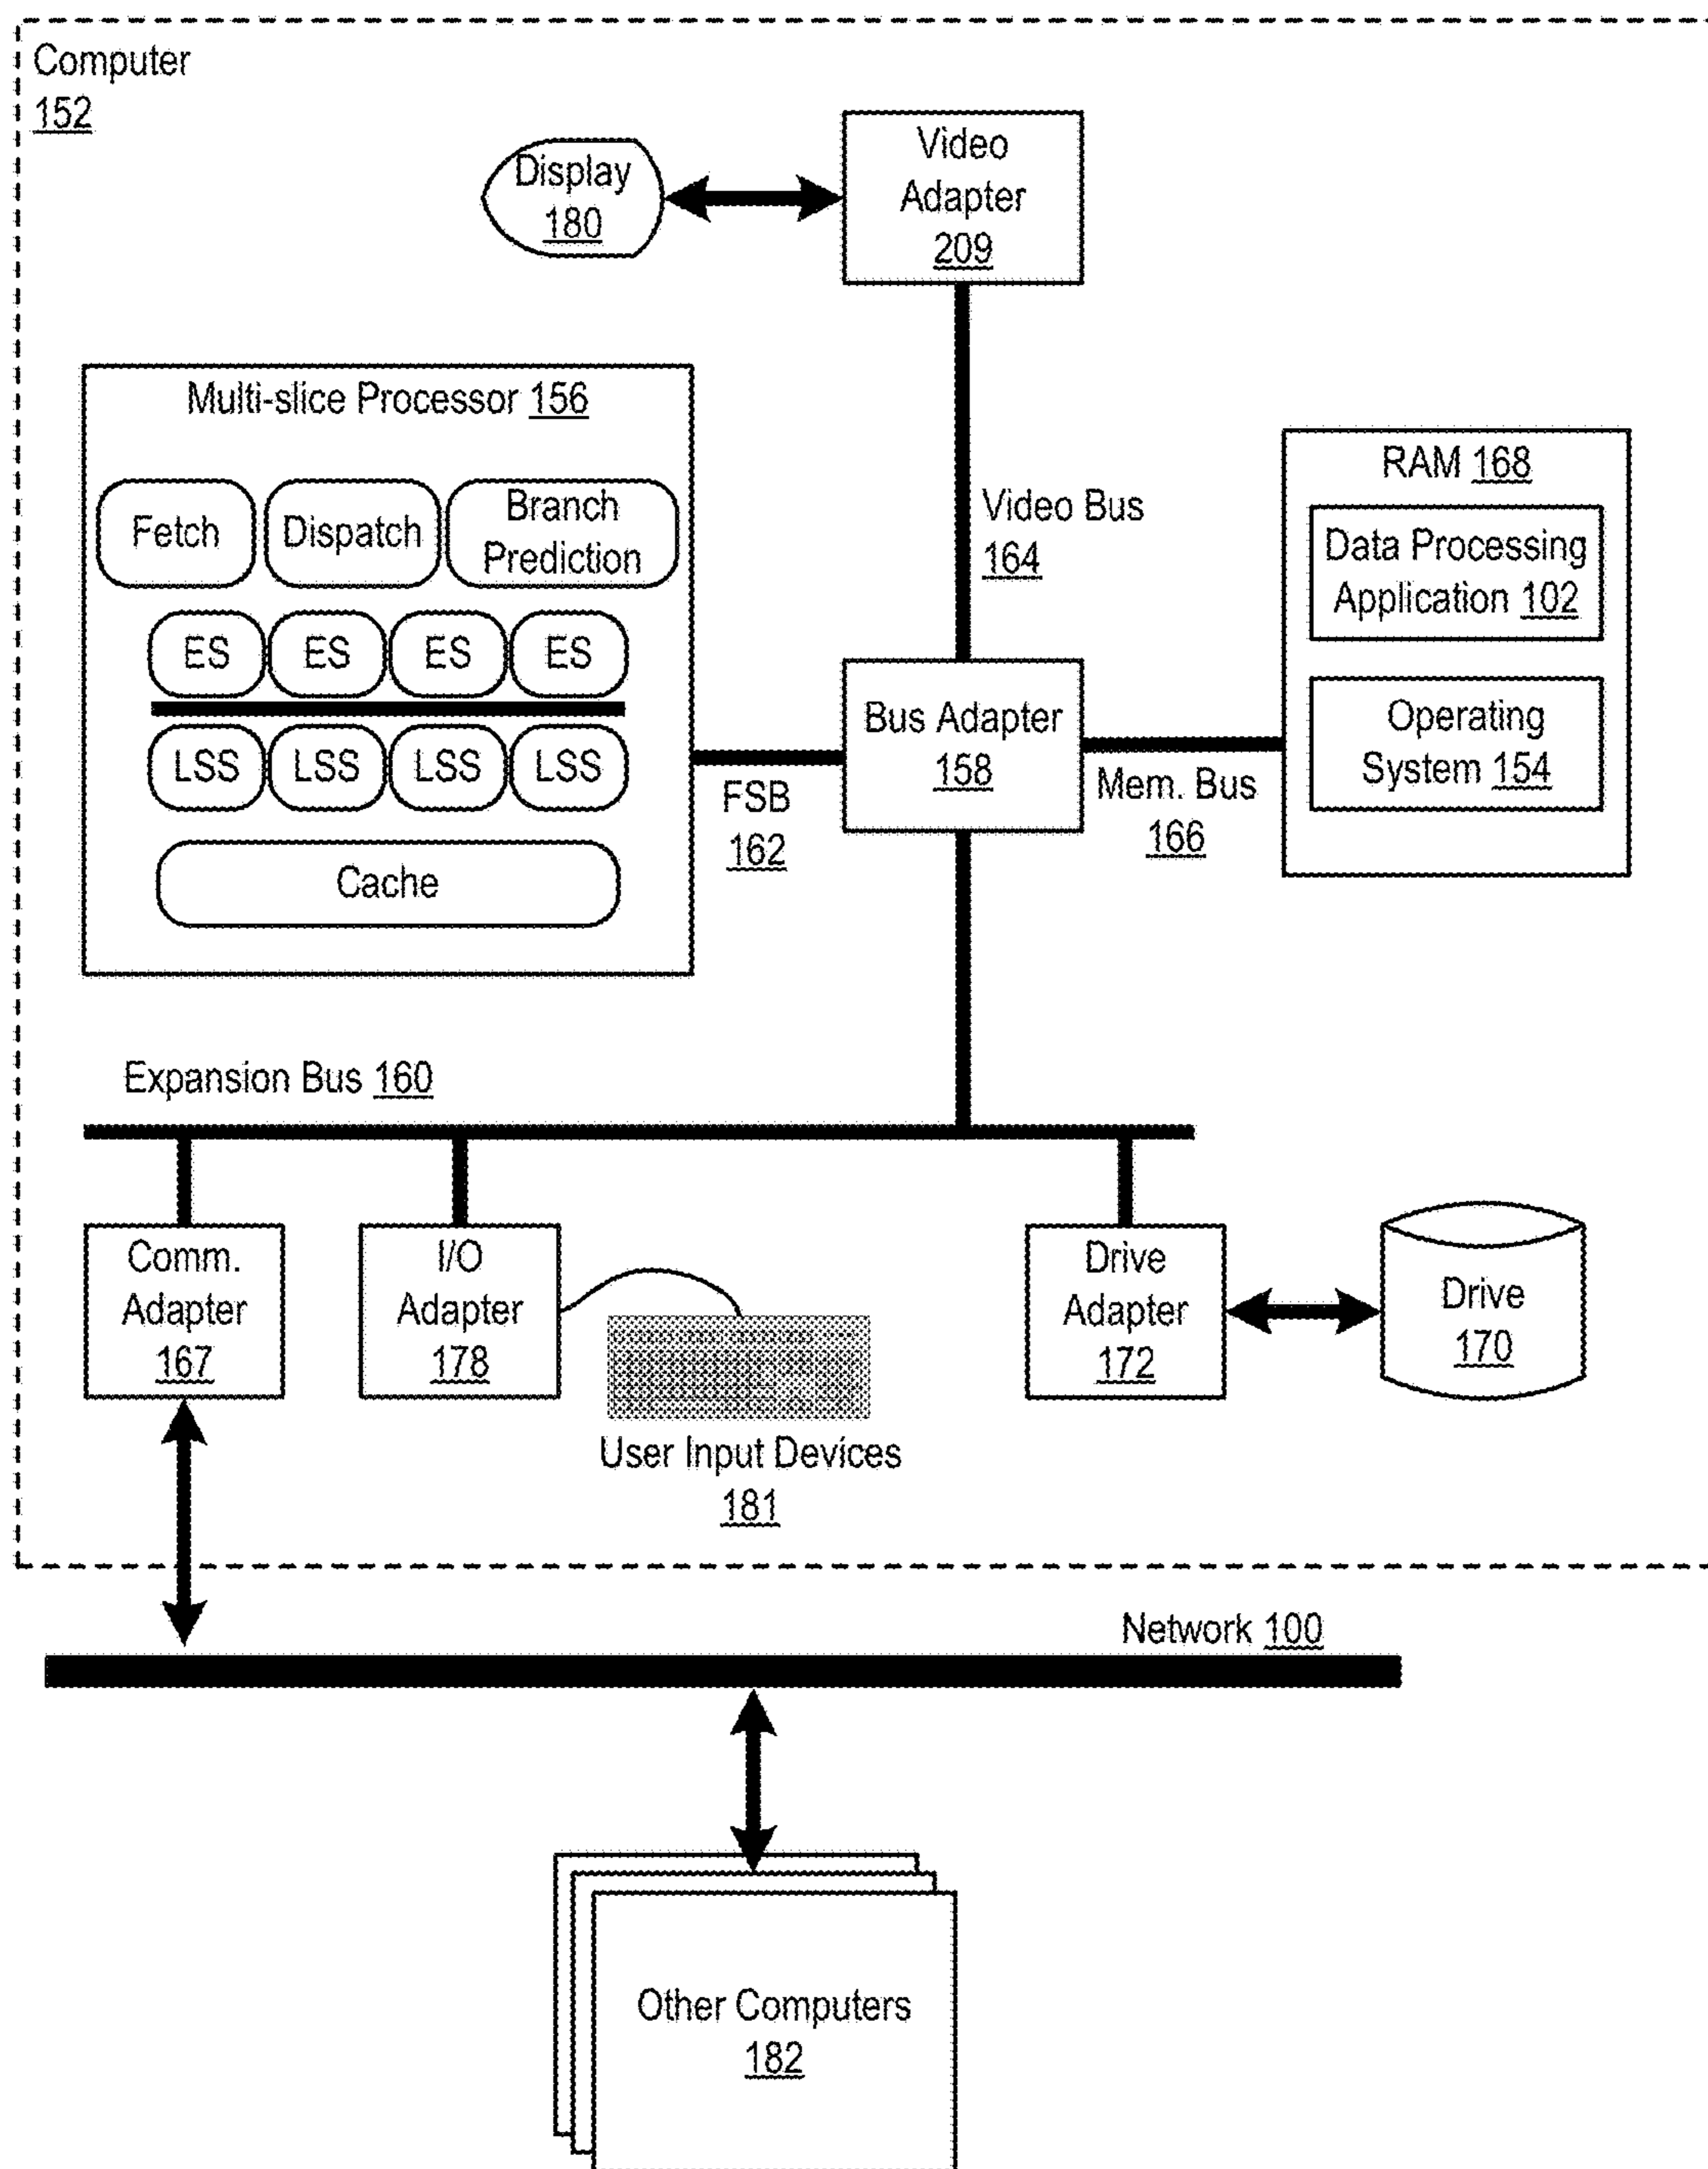 Computer
152
Display
180
Video
Adapter
209
Multi-slice Processor 156
Fetch
Dispatch
Branch
Prediction
ES
ES
ES
ES
LSS
LSS
LSS
LSS
Cache
FSB
162
Video Bus
164
Bus Adapter
158
Mem. Bus
166
RAM 168
Data Processing
Application 102
Operating
System 154
Expansion Bus 160
Comm.
Adapter
167
I/O
Adapter
178
User Input Devices
181
Drive
Adapter
172
Drive
170
Network 100
Other Computers
182